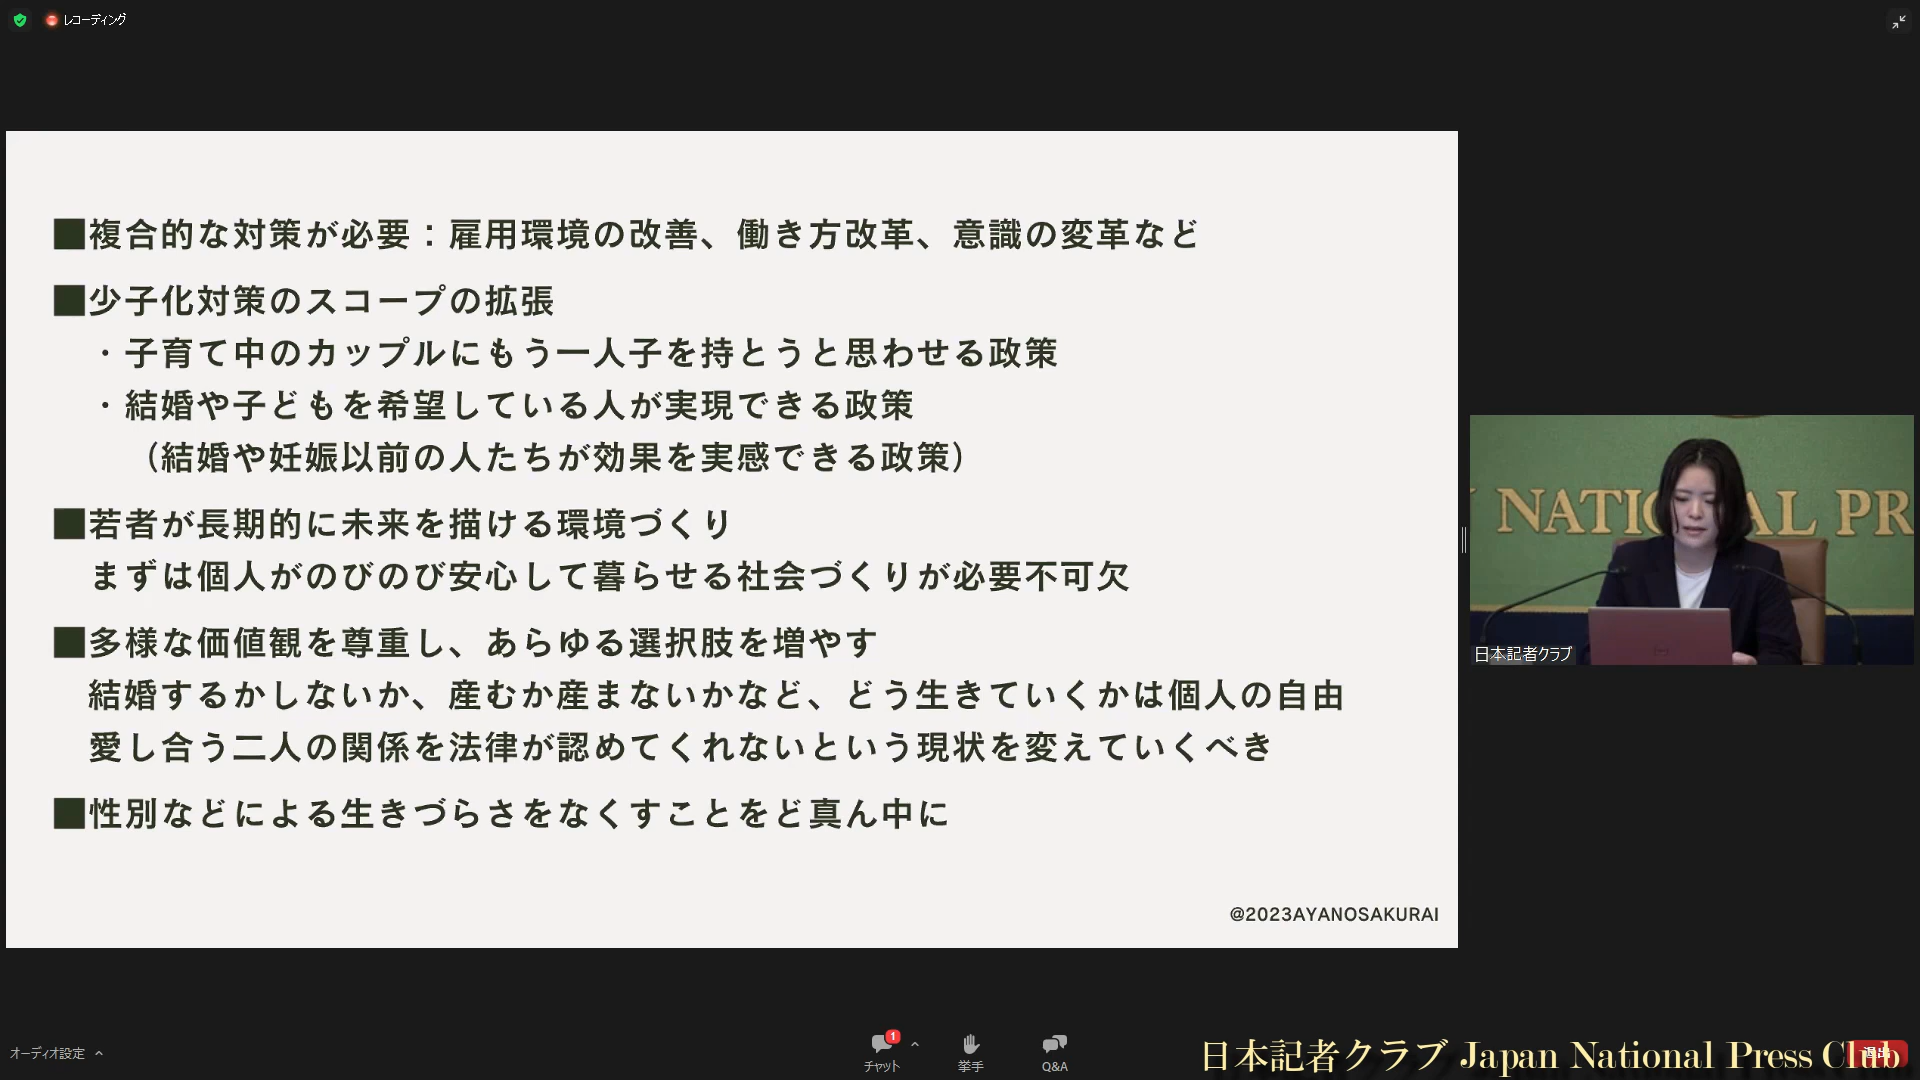 レコーディング
■複合的な対策が必要：雇用環境の改善、働き方改革、意識の変革など
■少子化対策のスコープの拡張
・子育て中のカップルにもう一人子を持とうと思わせる政策
・結婚や子どもを希望している人が実現できる政策
（結婚や妊娠以前の人たちが効果を実感できる政策）
■若者が長期的に未来を描ける環境づくり
まずは個人がのびのび安心して暮らせる社会づくりが必要不可欠
■多様な価値観を尊重し、あらゆる選択肢を増やす
結婚するかしないか、産むか産まないかなど、どう生きていくかは個人の自由
愛し合う二人の関係を法律が認めてくれないという現状を変えていくべき
■性別などによる生きづらさをなくすことをど真ん中に
@2023AYANOSAKURAI
NATIONAL PR
日本記者クラブ
オーディオ設定
1
チャット
挙手
Q&A
日本記者クラブ Japan National Press Club
退出